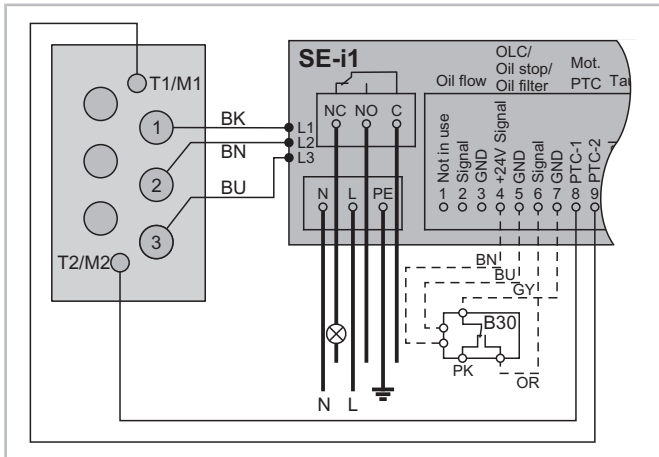 SE-i1
OLC/
Oil stop/
Oil filter
Mot.
PTC
Oil flow
T1/M1
T2/M2
1
2
3
BK
BN
BU
L1
L2
L3
NC NO C
N L PE
1 Not in use
2 Signal
3 GND
4 +24V Signal
5 GND
6 Signal
7 GND
8 PTC-1
9 PTC-2
BN
BU
GY
B30
PK
OR
N L